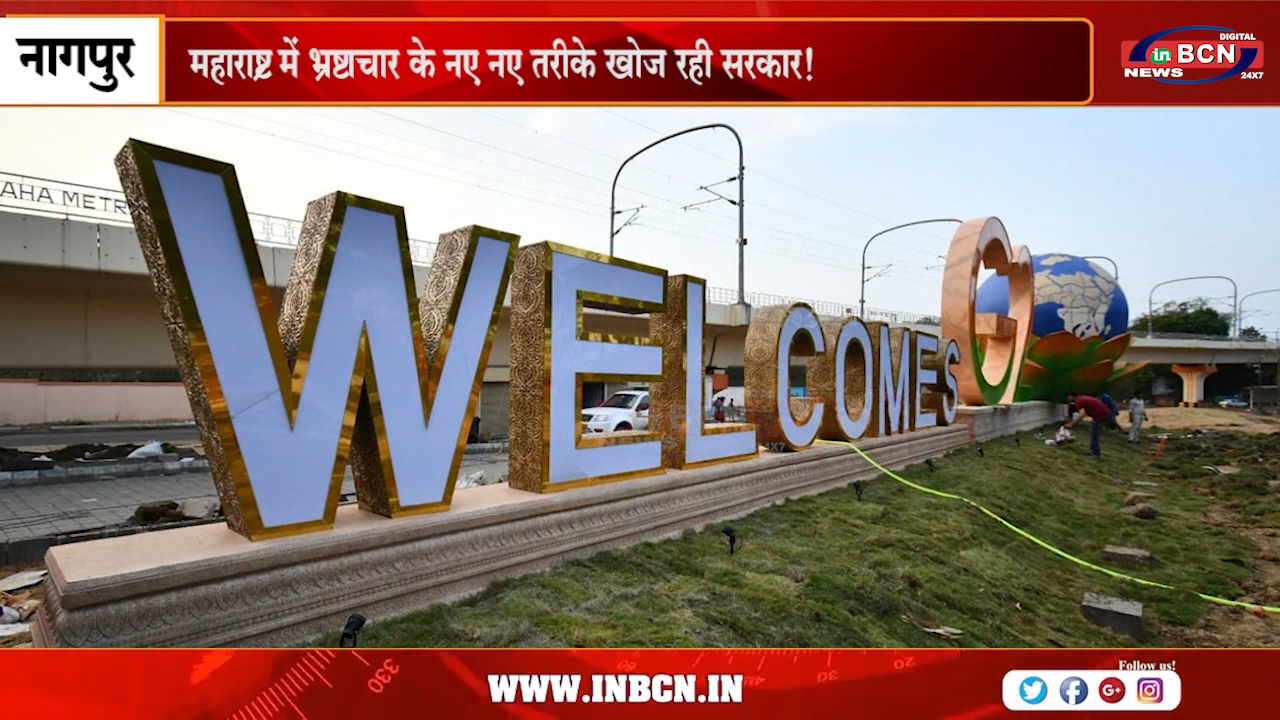 नागपुर
महाराष्ट्र में भ्रष्टाचार के नए नए तरीके खोज रही सरकार!
DIGITAL
in BCN
NEWS 24X7
AHA METR
WELCOMES
WWW.INBCN.IN
Follow us!